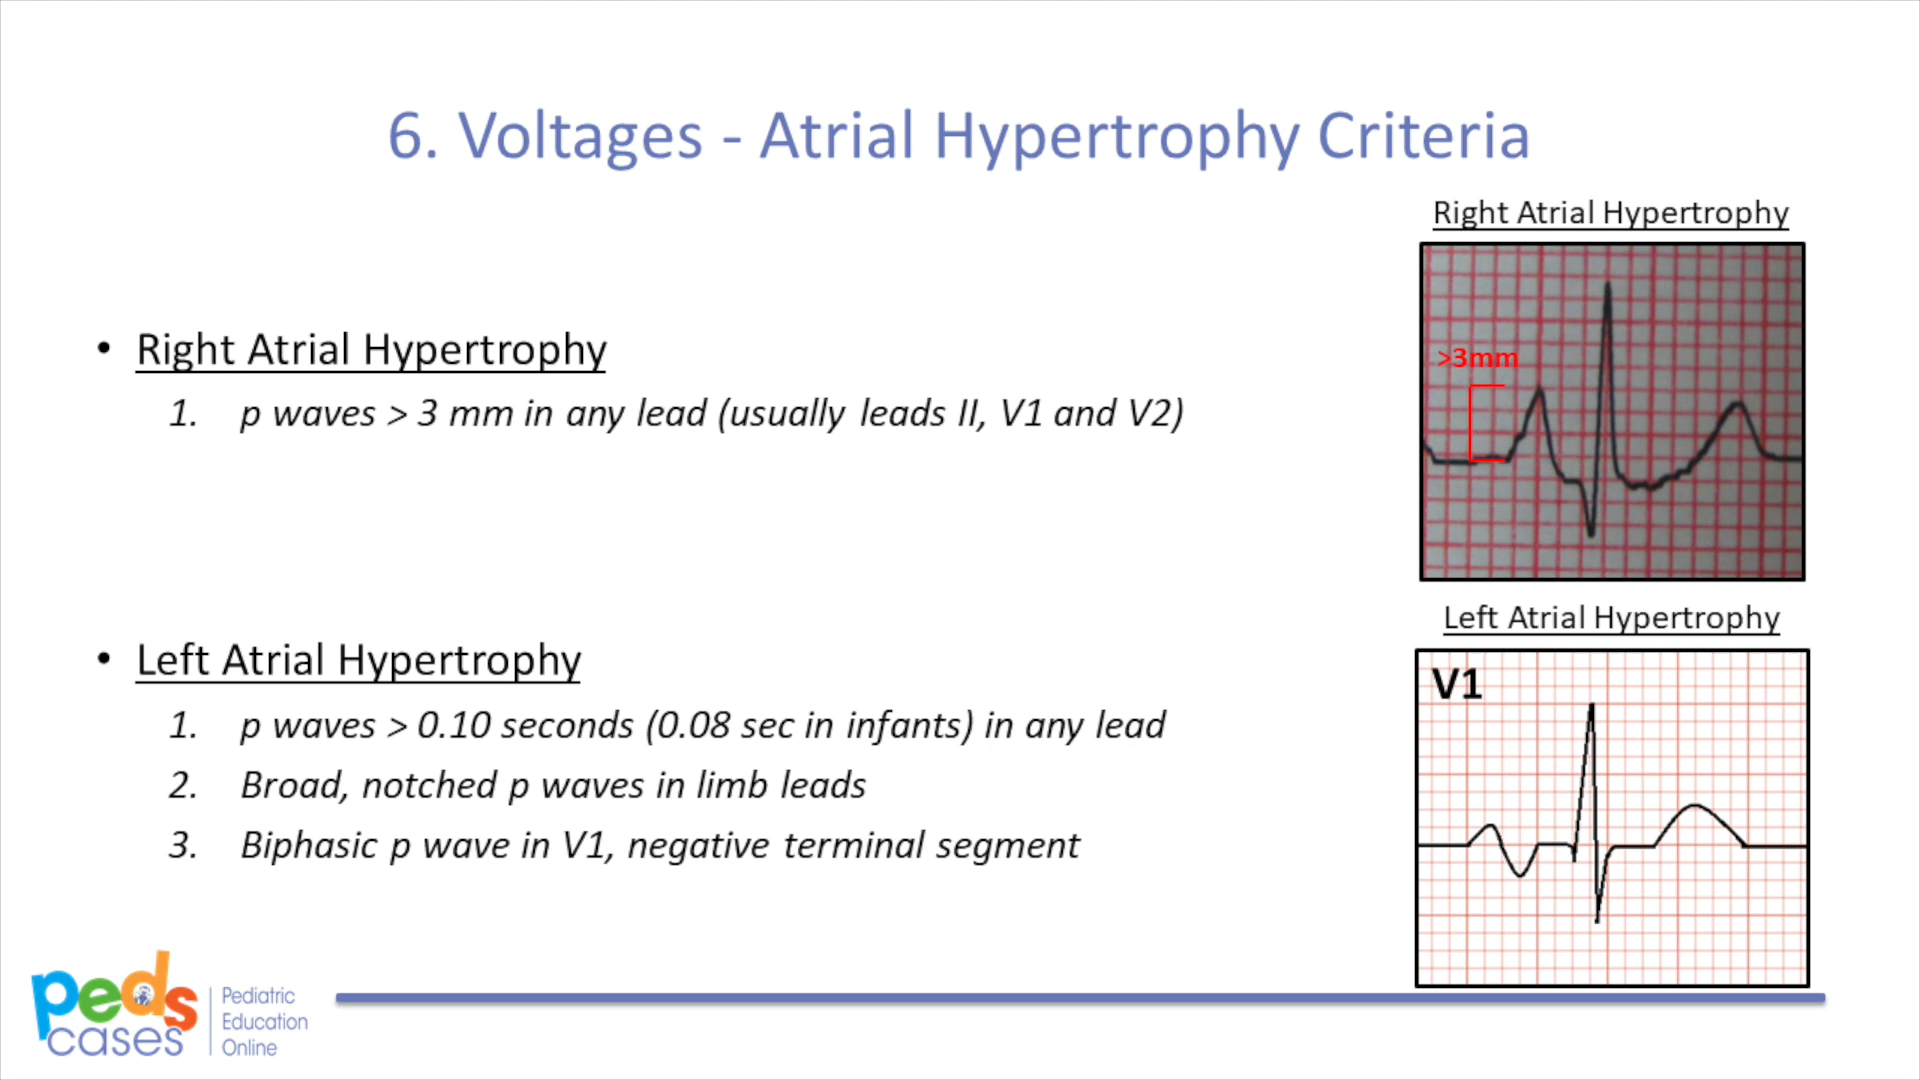 6. Voltages - Atrial Hypertrophy Criteria
• Right Atrial Hypertrophy
1. p waves > 3 mm in any lead (usually leads II, V1 and V2)
• Left Atrial Hypertrophy
1. p waves > 0.10 seconds (0.08 sec in infants) in any lead
2. Broad, notched p waves in limb leads
3. Biphasic p wave in V1, negative terminal segment
Right Atrial Hypertrophy
>3mm
Left Atrial Hypertrophy
V1
peds
cases
Pediatric
Education
Online